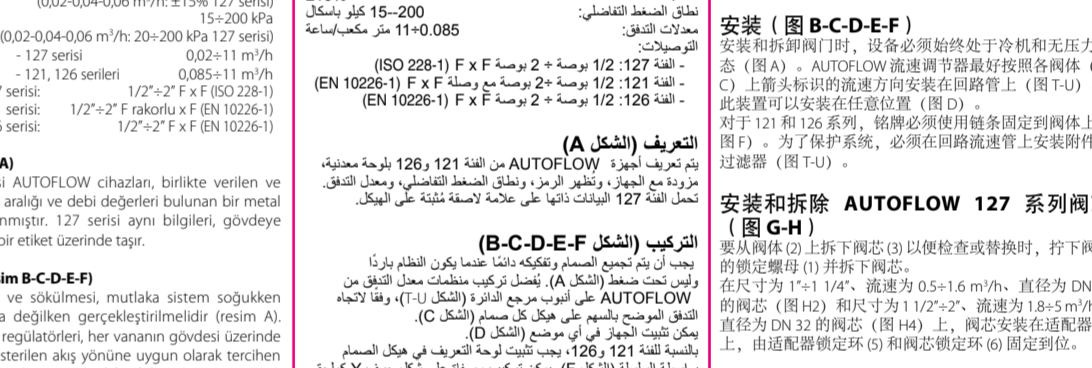 (0,02-0,04-0,06 m³/h: ±15% 127 serisi)
15÷200 kPa
(0,02-0,04-0,06 m³/h: 20÷200 kPa 127 serisi)
- 127 serisi 0,02÷11 m³/h
- 121, 126 serileri 0,085÷11 m³/h
serisi: 1/2”÷2” F x F (ISO 228-1)
serisi: 1/2”÷2” F rakorlu x F (EN 10226-1)
serisi: 1/2”÷2” F x F (EN 10226-1)
A)
AUTOFLOW cihazları, birlikte verilen ve
aralığı ve debi değerleri bulunan bir metal
nmıştır. 127 serisi aynı bilgileri, gövdeye
bir etiket üzerinde taşır.
im B-C-D-E-F)
ve sökülmesi, mutlaka sistem soğukken
a değilken gerçekleştirilmelidir (resim A).
regülatörleri, her vananın gövdesi üzerinde
sterilen akış yönüne uygun olarak tercihen
نطاق الضغط التفاضلي: 15--200 كيلو باسكال
معدلات التدفق: 0.085÷11 متر مكعب/ساعة
التوصيلات:
- الفئة 127: 1/2 بوصة ÷ 2 بوصة F x F (ISO 228-1)
- الفئة 121: 1/2 بوصة ÷2 بوصة مع وصلة F x F (EN 10226-1)
- الفئة 126: 1/2 بوصة ÷ 2 بوصة F x F (EN 10226-1)
التعريف (الشكل A)
يتم تعريف أجهزة AUTOFLOW من الفئة 121 و126 بلوحة معدنية،
مزودة مع الجهاز، وتُظهر الرمز، ونطاق الضغط التفاضلي، ومعدل التدفق.
تحمل الفئة 127 البيانات ذاتها على علامة لاصقة مُثبتة على الهيكل.
التركيب (الشكل B-C-D-E-F)
يجب أن يتم تجميع الصمام وتفكيكه دائمًا عندما يكون النظام باردًا
وليس تحت ضغط (الشكل A). يُفضل تركيب منظمات معدل التدفق من
AUTOFLOW على أنبوب مرجع الدائرة (الشكل T-U)، وفقًا لاتجاه
التدفق الموضح بالسهم على هيكل كل صمام (الشكل C).
يمكن تثبيت الجهاز في أي موضع (الشكل D).
بالنسبة للفئة 121 و126، يجب تثبيت لوحة التعريف في هيكل الصمام
安装（图 B-C-D-E-F）
安装和拆卸阀门时，设备必须始终处于冷机和无压力
态（图 A）。AUTOFLOW 流速调节器最好按照各阀体（
C）上箭头标识的流速方向安装在回路管上（图 T-U）
此装置可以安装在任意位置（图 D）。
对于 121 和 126 系列，铭牌必须使用链条固定到阀体上
图 F）。为了保护系统，必须在回路流速管上安装附件
过滤器（图 T-U）。
安装和拆除 AUTOFLOW 127 系列阀
（图 G-H）
要从阀体 (2) 上拆下阀芯 (3) 以便检查或替换时，拧下阀
的锁定螺母 (1) 并拆下阀芯。
在尺寸为 1”÷1 1/4”、流速为 0.5÷1.6 m³/h、直径为 DN
的阀芯（图 H2）和尺寸为 1 1/2”÷2”、流速为 1.8÷5 m³/h
直径为 DN 32 的阀芯（图 H4）上，阀芯安装在适配器
上，由适配器锁定环 (5) 和阀芯锁定环 (6) 固定到位。